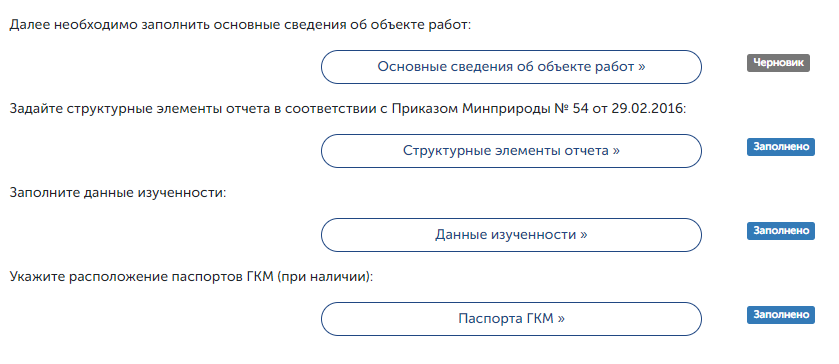 Далее необходимо заполнить основные сведения об объекте работ:
Основные сведения об объекте работ » Черновик
Задайте структурные элементы отчета в соответствии с Приказом Минприроды № 54 от 29.02.2016:
Структурные элементы отчета » Заполнено
Заполните данные изученности:
Данные изученности » Заполнено
Укажите расположение паспортов ГКМ (при наличии):
Паспорта ГКМ » Заполнено